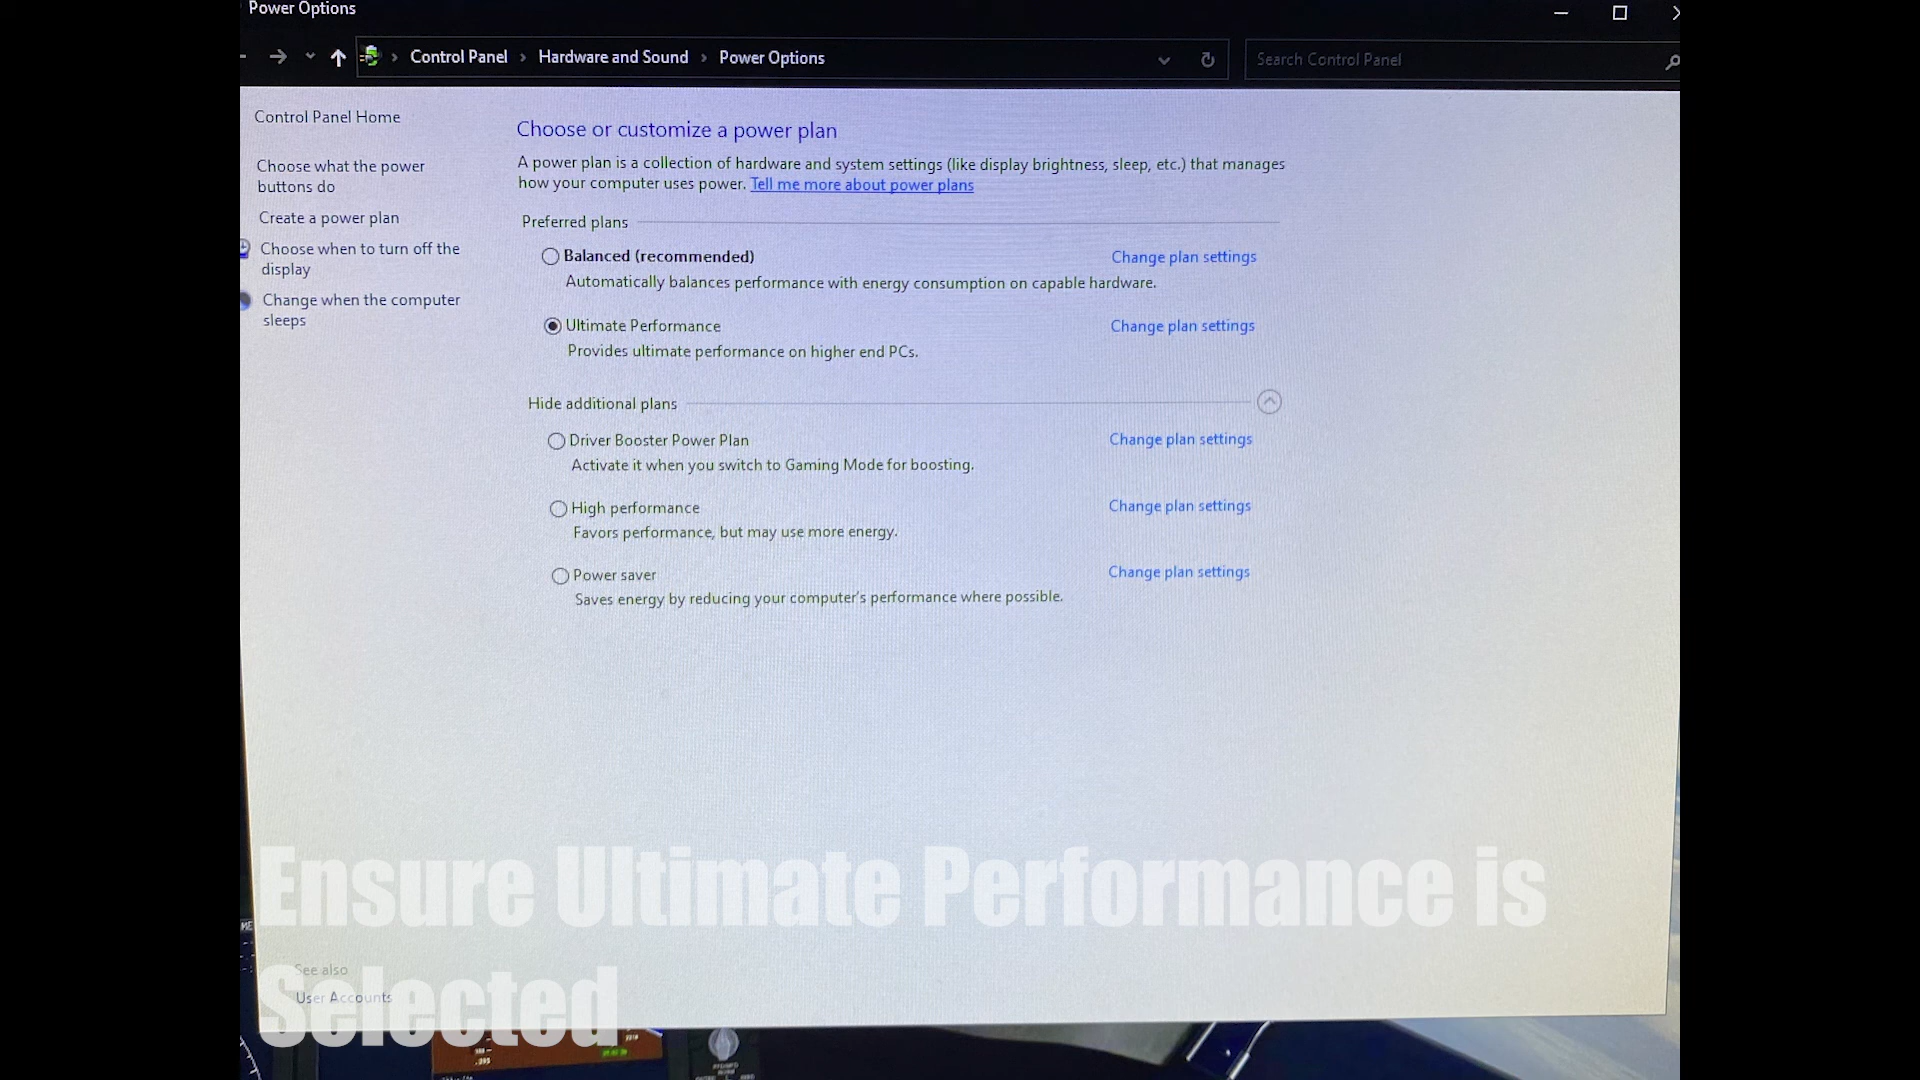 Power Options
Control Panel > Hardware and Sound > Power Options
Search Control Panel
Control Panel Home
Choose what the power
buttons do
Create a power plan
Choose when to turn off the
display
Change when the computer
sleeps
Choose or customize a power plan
A power plan is a collection of hardware and system settings (like display brightness, sleep, etc.) that manages
how your computer uses power. Tell me more about power plans
Preferred plans
Balanced (recommended) Change plan settings
Automatically balances performance with energy consumption on capable hardware.
Ultimate Performance Change plan settings
Provides ultimate performance on higher end PCs.
Hide additional plans
Driver Booster Power Plan Change plan settings
Activate it when you switch to Gaming Mode for boosting.
High performance Change plan settings
Favors performance, but may use more energy.
Power saver Change plan settings
Saves energy by reducing your computer's performance where possible.
Ensure Ultimate Performance is
Selected
See also
User Accounts